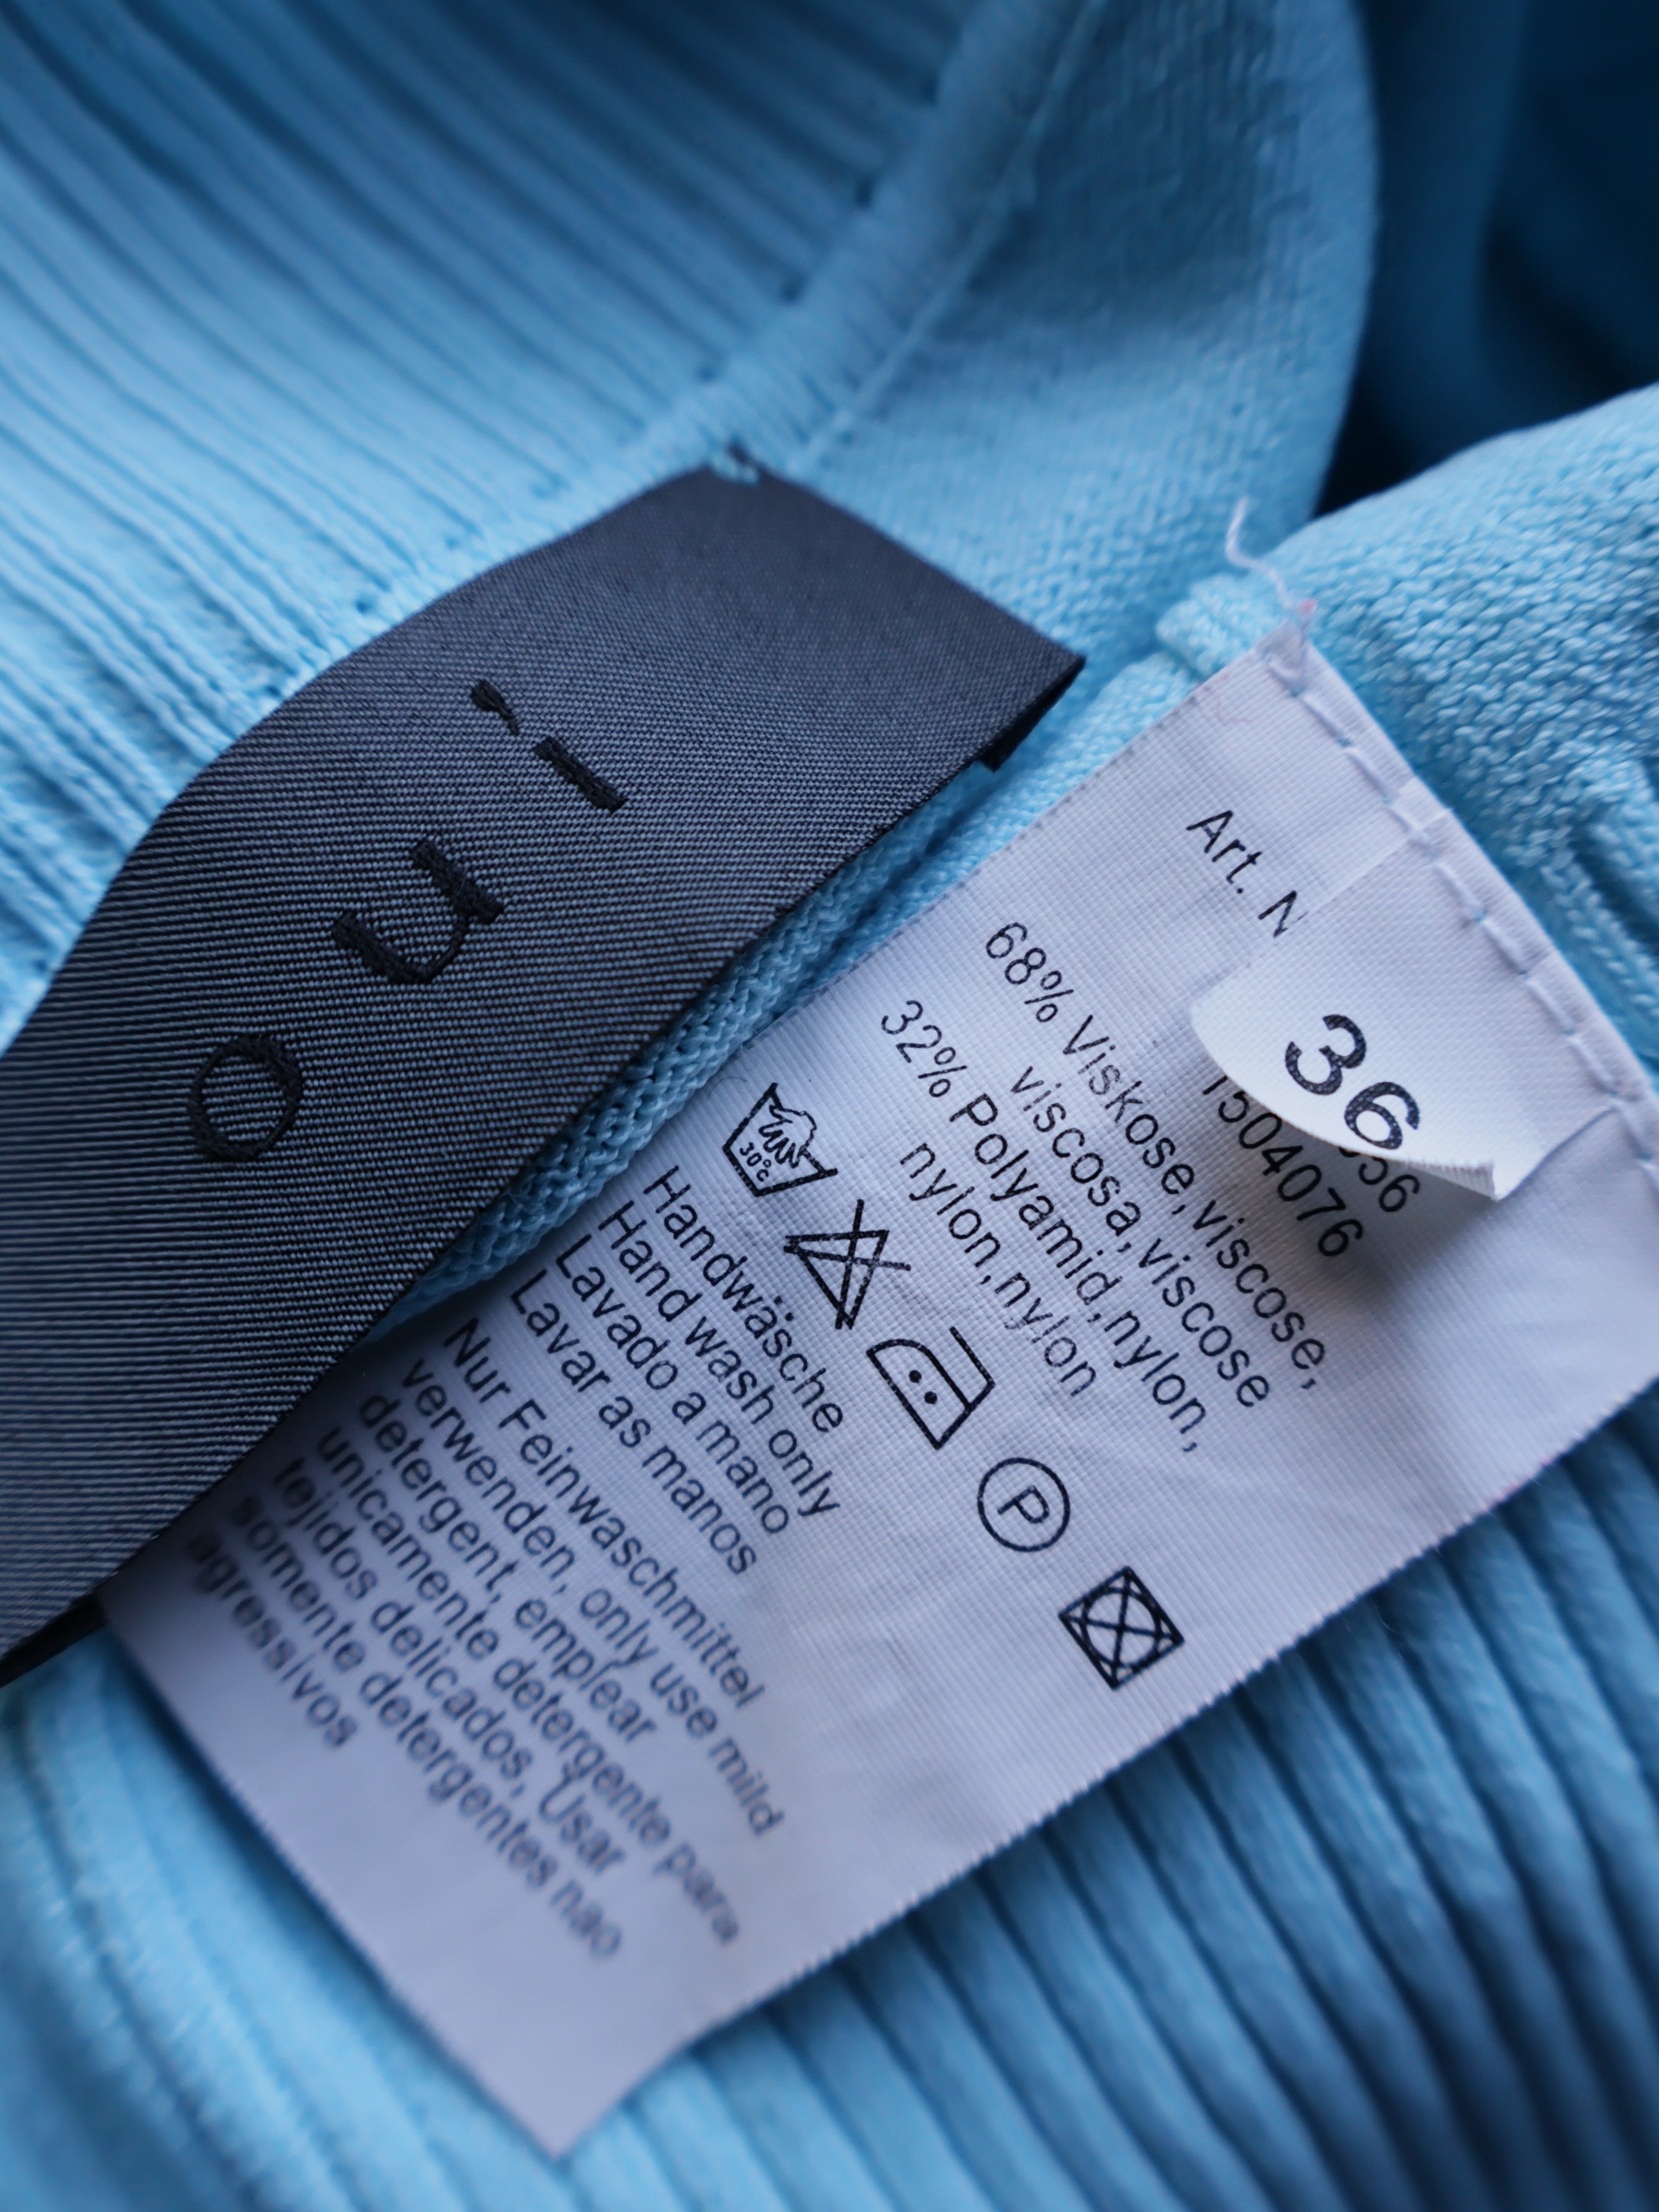 oui
36
Art. N
56
1504076
68% Viskose,viscose,
viscosa,viscose
32% Polyamid,nylon,
nylon,nylon
30°c
P
Handwäsche
Hand wash only
Lavado a mano
Lavar as manos
Nur Feinwaschmittel
verwenden, only use mild
detergent, emplear
unicamente detergente para
tejidos delicados, Usar
somente detergentes nao
agressivos